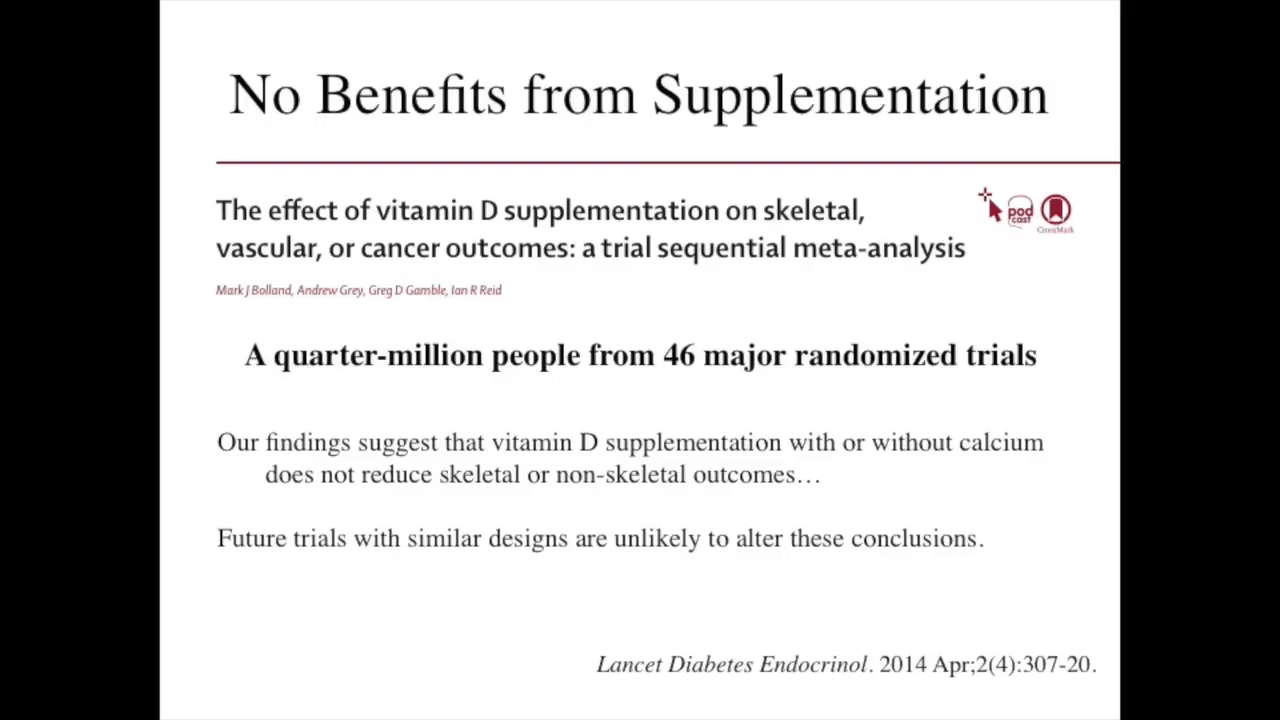 No Benefits from Supplementation
The effect of vitamin D supplementation on skeletal,
vascular, or cancer outcomes: a trial sequential meta-analysis
pod
cast
CrossMark
Mark J Bolland, Andrew Grey, Greg D Gamble, Ian R Reid
A quarter-million people from 46 major randomized trials
Our findings suggest that vitamin D supplementation with or without calcium
does not reduce skeletal or non-skeletal outcomes…
Future trials with similar designs are unlikely to alter these conclusions.
Lancet Diabetes Endocrinol. 2014 Apr;2(4):307-20.